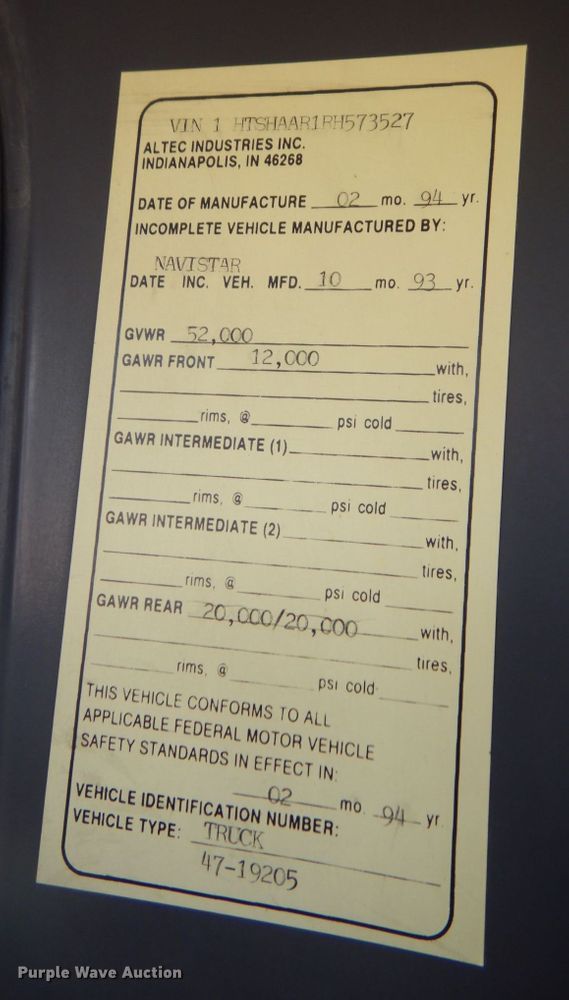 VIN 1 HTSHAAR1RH573527
ALTEC INDUSTRIES INC.
INDIANAPOLIS, IN 46268
DATE OF MANUFACTURE 02 mo. 94 yr.
INCOMPLETE VEHICLE MANUFACTURED BY:
NAVISTAR
DATE INC. VEH. MFD. 10 mo. 93 yr.
GVWR 52,000
GAWR FRONT 12,000 with,
tires,
rims, @ psi cold
GAWR INTERMEDIATE (1) with,
tires,
rims, @ psi cold
GAWR INTERMEDIATE (2) with,
tires,
rims, @ psi cold
GAWR REAR 20,000/20,000 with,
tires,
rims, @ psi cold
THIS VEHICLE CONFORMS TO ALL
APPLICABLE FEDERAL MOTOR VEHICLE
SAFETY STANDARDS IN EFFECT IN:
02 mo. 94 yr.
VEHICLE IDENTIFICATION NUMBER:
VEHICLE TYPE: TRUCK
47-19205
Purple Wave Auction